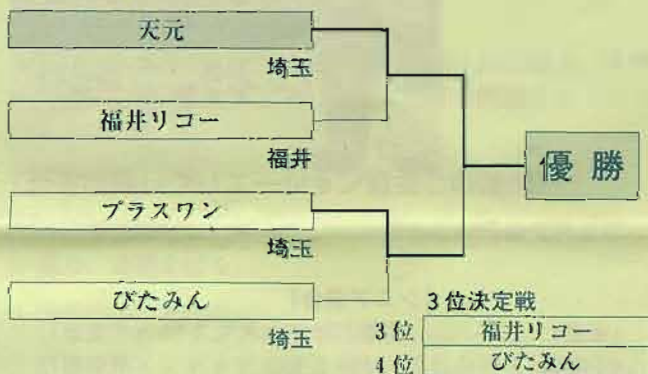 天元
埼玉
福井リコー
福井
優勝
プラスワン
埼玉
びたみん
埼玉
3位決定戦
3位 福井リコー
4位 びたみん